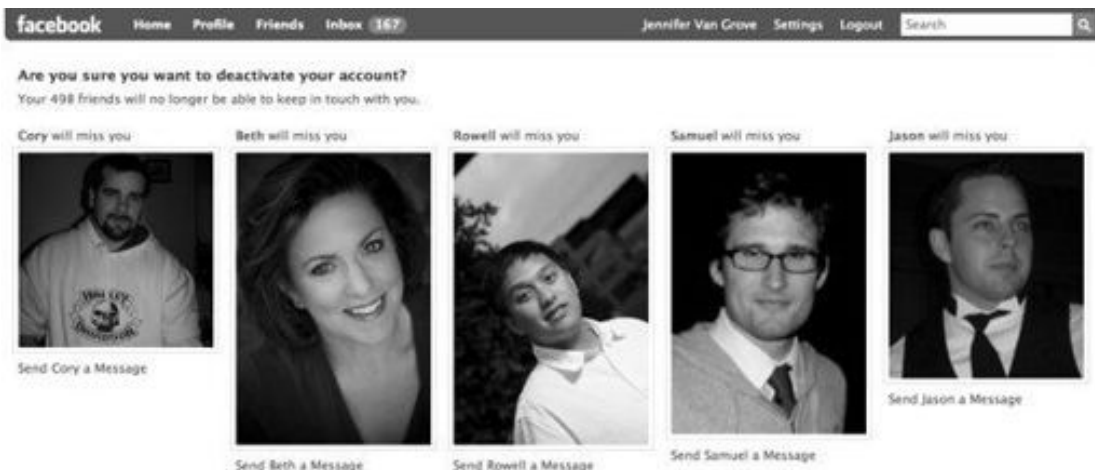 facebook Home Profile Friends Inbox 167 Jennifer Van Grove Settings Logout Search
Are you sure you want to deactivate your account?
Your 498 friends will no longer be able to keep in touch with you.
Cory will miss you
Beth will miss you
Rowell will miss you
Samuel will miss you
Jason will miss you
Send Cory a Message
Send Beth a Message
Send Rowell a Message
Send Samuel a Message
Send Jason a Message